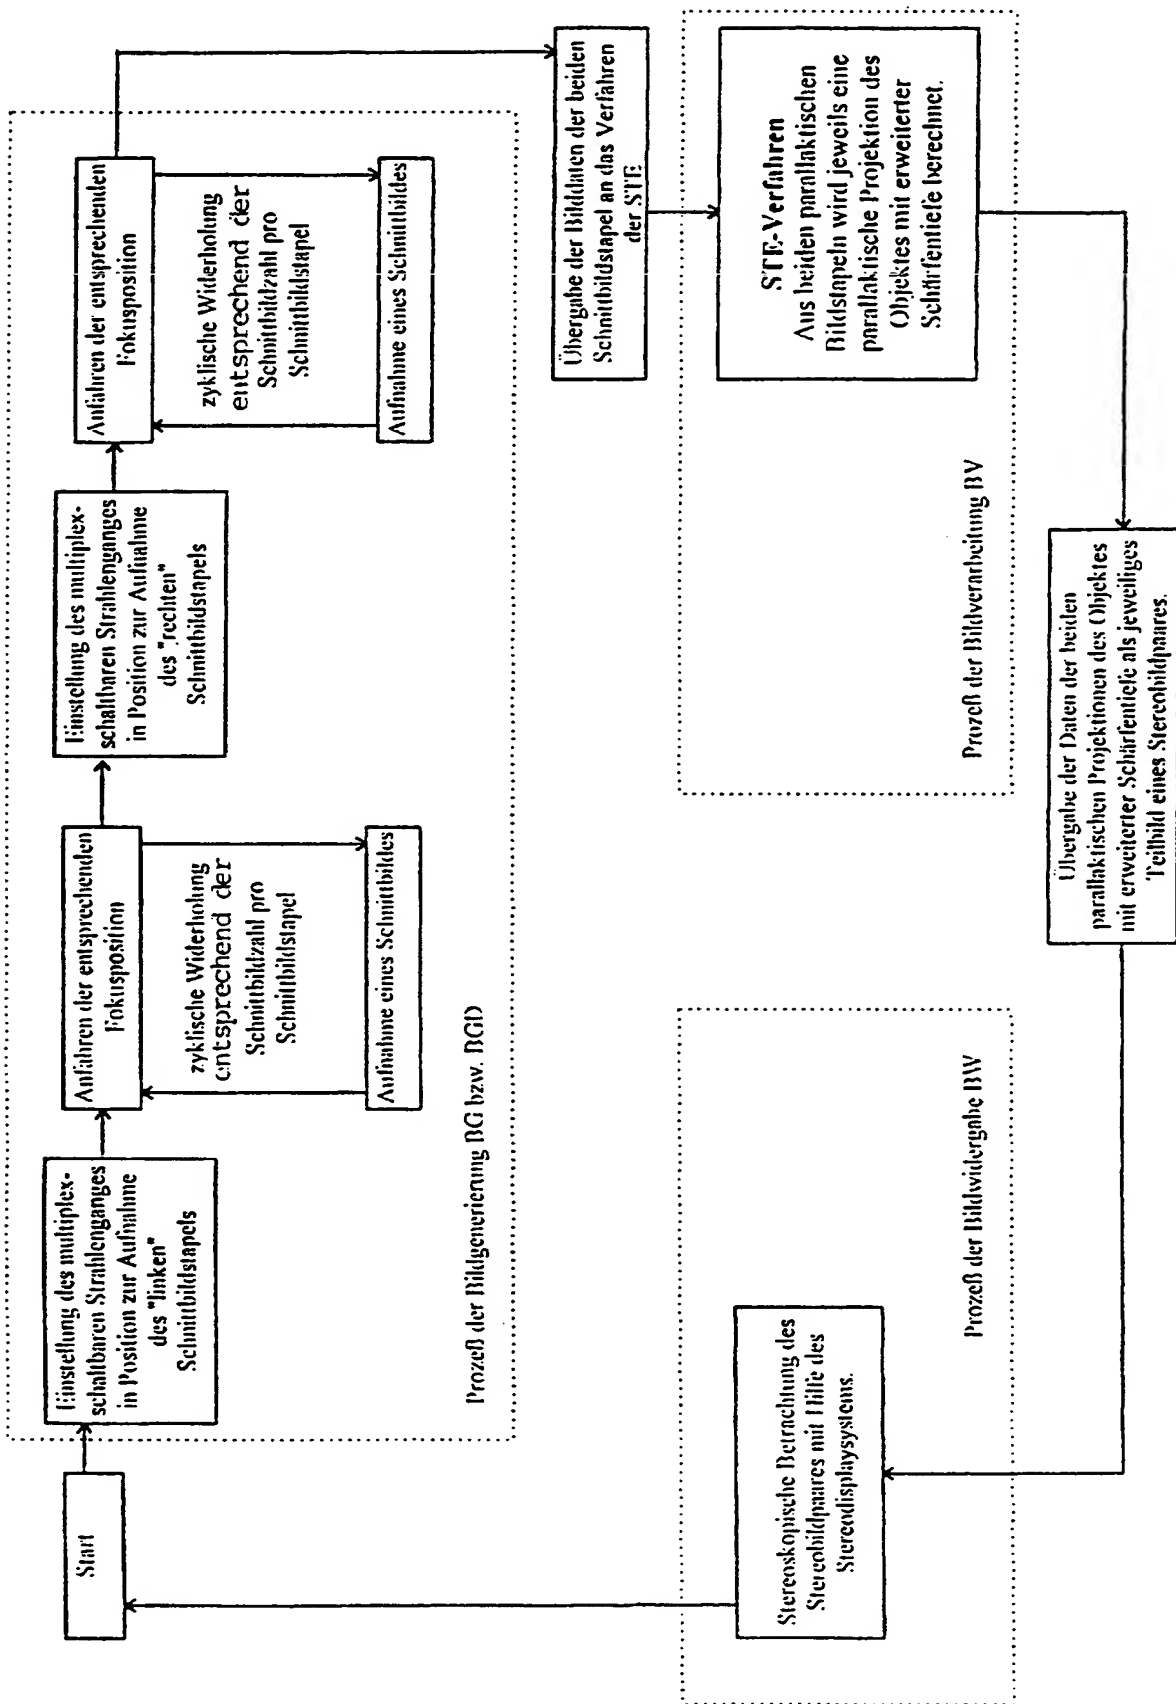 Start
Einstellung des multiplex-
schaltbaren Strahlenganges
in Position zur Aufnahme
des "linken"
Schnittbildstapels
Anfahren der entsprechenden
Fokusposition
zyklische Widerholung
entsprechend der
Schnittbildzahl pro
Schnittbildstapel
Aufnahme eines Schnittbildes
Einstellung des multiplex-
schaltbaren Strahlenganges
in Position zur Aufnahme
des "rechten"
Schnittbildstapels
Anfahren der entsprechenden
Fokusposition
zyklische Widerholung
entsprechend der
Schnittbildzahl pro
Schnittbildstapel
Aufnahme eines Schnittbildes
Prozeß der Bildgenerierung BG bzw. BGD
Übergabe der Bilddaten der beiden
Schnittbildstapel an das Verfahren
der STE
STE-Verfahren
Aus beiden parallaktischen
Bildstapeln wird jeweils eine
parallaktische Projektion des
Objektes mit erweiterter
Schärfentiefe berechnet.
Prozeß der Bildverarbeitung BV
Übergabe der Daten der beiden
parallaktischen Projektionen des Objektes
mit erweiterter Schärfentiefe als jeweiliges
Teilbild eines Stereobildpaares.
Stereoskopische Betrachtung des
Stereobildpaares mit Hilfe des
Stereodisplaysystems.
Prozeß der Bildwidergabe BW